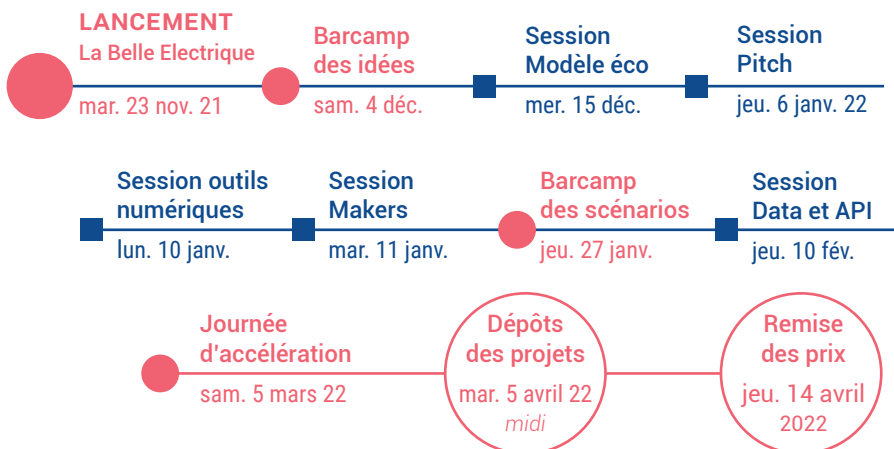 LANCEMENT
La Belle Electrique
mar. 23 nov. 21
Barcamp
des idées
sam. 4 déc.
Session
Modèle éco
mer. 15 déc.
Session
Pitch
jeu. 6 janv. 22
Session outils
numériques
lun. 10 janv.
Session
Makers
mar. 11 janv.
Barcamp
des scénarios
jeu. 27 janv.
Session
Data et API
jeu. 10 fév.
Journée
d'accélération
sam. 5 mars 22
Dépôts
des projets
mar. 5 avril 22
midi
Remise
des prix
jeu. 14 avril
2022